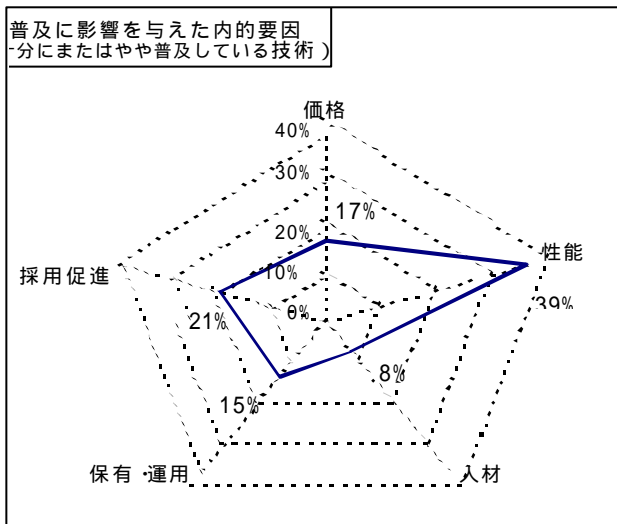 普及に影響を与えた内的要因
分にまたはやや普及している技術）
価格
40%
30%
17%
20%
性能
採用促進
10%
39%
0%
21%
8%
15%
保有・運用
人材